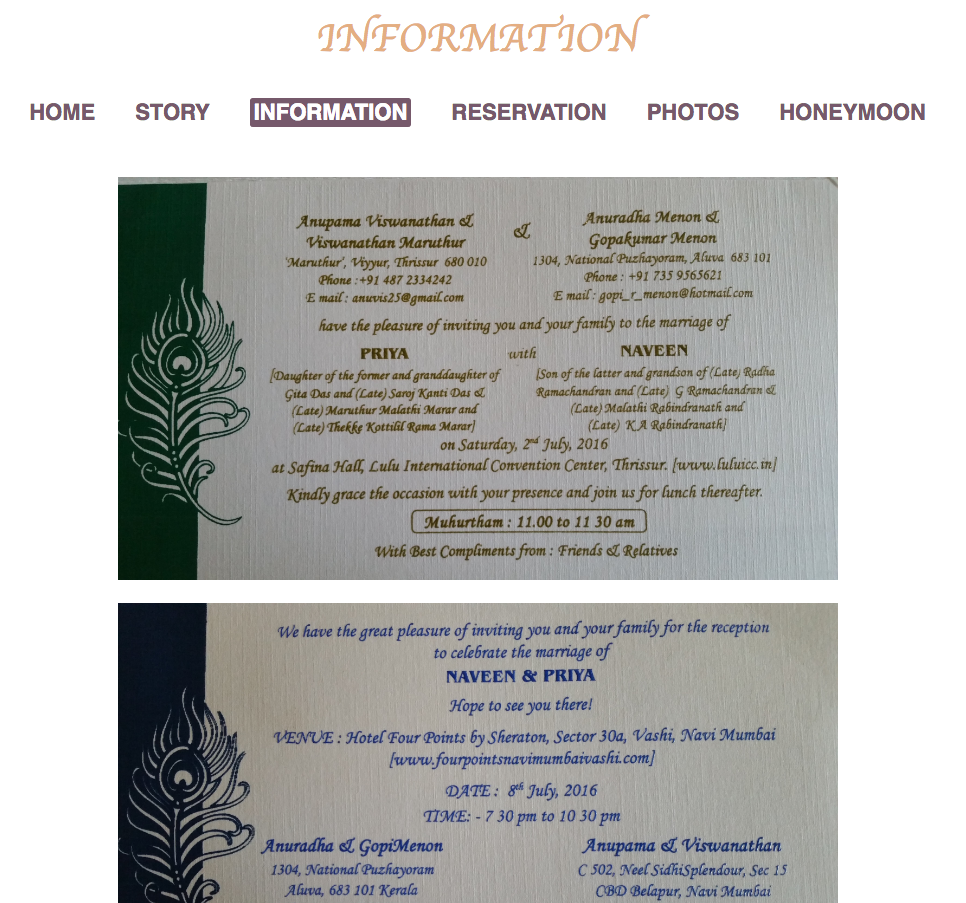 INFORMATION
HOME STORY INFORMATION RESERVATION PHOTOS HONEYMOON
Anupama Viswanathan &
Viswanathan Maruthur
'Maruthur', Viyyur, Thrissur 680 010
Phone :+91 487 2334242
E mail : anuvis25@gmail.com
&
Anuradha Menon &
Gopakumar Menon
1304, National Puzhayoram, Aluva 683 101
Phone : +91 735 9565621
E mail : gopi_r_menon@hotmail.com
have the pleasure of inviting you and your family to the marriage of
PRIYA
[Daughter of the former and granddaughter of
Gita Das and (Late) Saroj Kanti Das &
(Late) Maruthur Malathi Marar and
(Late) Thekke Kottilil Rama Marar]
with
NAVEEN
[Son of the latter and grandson of (Late) Radha
Ramachandran and (Late) G Ramachandran &
(Late) Malathi Rabindranath and
(Late) K A Rabindranath]
on Saturday, 2nd July, 2016
at Safina Hall, Lulu International Convention Center, Thrissur. [www.luluicc.in]
Kindly grace the occasion with your presence and join us for lunch thereafter.
Muhurtham : 11.00 to 11 30 am
With Best Compliments from : Friends & Relatives
We have the great pleasure of inviting you and your family for the reception
to celebrate the marriage of
NAVEEN & PRIYA
Hope to see you there!
VENUE : Hotel Four Points by Sheraton, Sector 30a, Vashi, Navi Mumbai
[www.fourpointsnavimumbaivashi.com]
DATE : 8th July, 2016
TIME: - 7 30 pm to 10 30 pm
Anuradha & GopiMenon
1304, National Puzhayoram
Aluva, 683 101 Kerala
Anupama & Viswanathan
C 502, Neel SidhiSplendour, Sec 15
CBD Belapur, Navi Mumbai